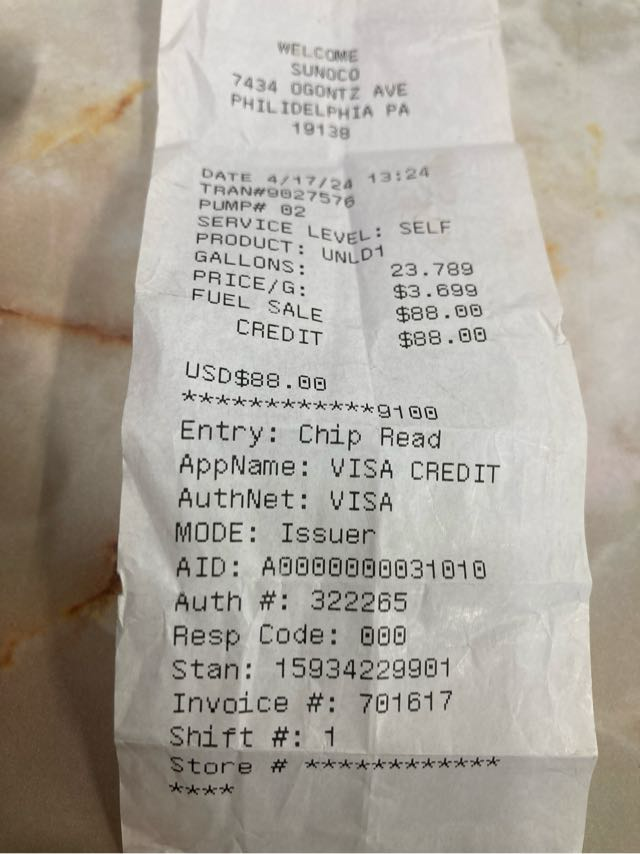 WELCOME
SUNOCO
7434 OGONTZ AVE
PHILIDELPHIA PA
19138
DATE 4/17/24 13:24
TRAN#9027576
PUMP# 02
SERVICE LEVEL: SELF
PRODUCT: UNLD1
GALLONS: 23.789
PRICE/G: $3.699
FUEL SALE $88.00
CREDIT $88.00
USD$88.00
************9100
Entry: Chip Read
AppName: VISA CREDIT
AuthNet: VISA
MODE: Issuer
AID: A0000000031010
Auth #: 322265
Resp Code: 000
Stan: 15934229901
Invoice #: 701617
Shift #: 1
Store # ************
****